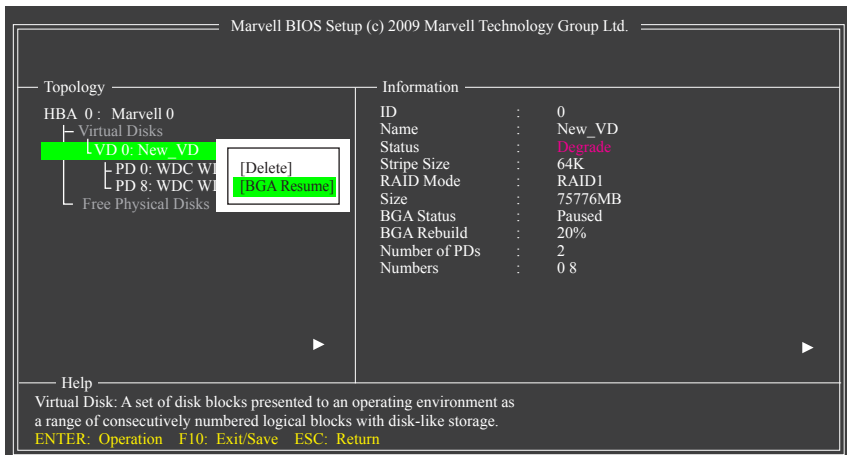 Marvell BIOS Setup (c) 2009 Marvell Technology Group Ltd.
Topology
HBA 0 : Marvell 0
Virtual Disks
VD 0: New_VD
PD 0: WDC
PD 8: WDC
Free Physical Disks
[Delete]
[BGA Resume]
Information
ID : 0
Name : New_VD
Status : Degrade
Stripe Size : 64K
RAID Mode : RAID1
Size : 75776MB
BGA Status : Paused
BGA Rebuild : 20%
Number of PDs : 2
Numbers : 0 8
Help
Virtual Disk: A set of disk blocks presented to an operating environment as
a range of consecutively numbered logical blocks with disk-like storage.
ENTER: Operation F10: Exit/Save ESC: Return